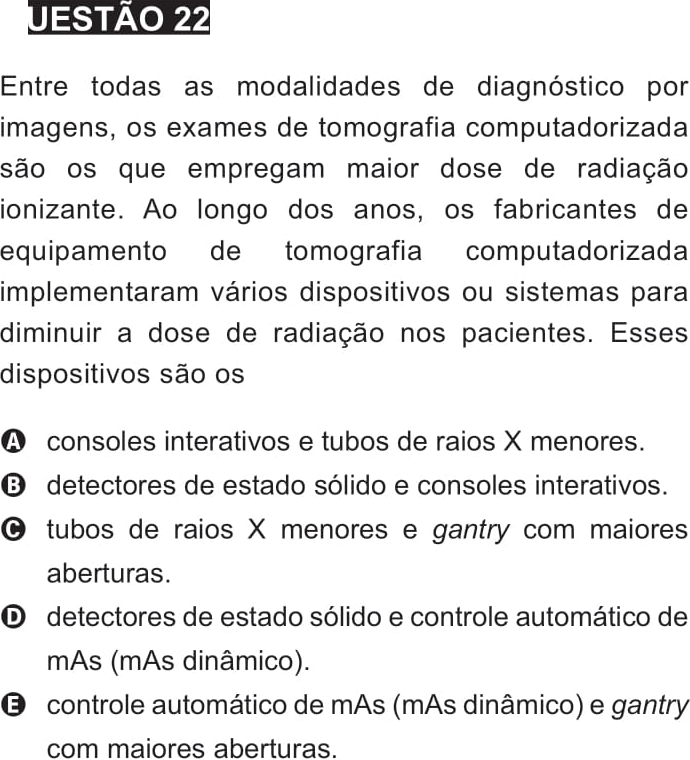 UESTÃO 22
Entre todas as modalidades de diagnóstico por
imagens, os exames de tomografia computadorizada
são os que empregam maior dose de radiação
ionizante. Ao longo dos anos, os fabricantes de
equipamento de tomografia computadorizada
implementaram vários dispositivos ou sistemas para
diminuir a dose de radiação nos pacientes. Esses
dispositivos são os
A consoles interativos e tubos de raios X menores.
B detectores de estado sólido e consoles interativos.
C tubos de raios X menores e gantry com maiores
aberturas.
D detectores de estado sólido e controle automático de
mAs (mAs dinâmico).
E controle automático de mAs (mAs dinâmico) e gantry
com maiores aberturas.